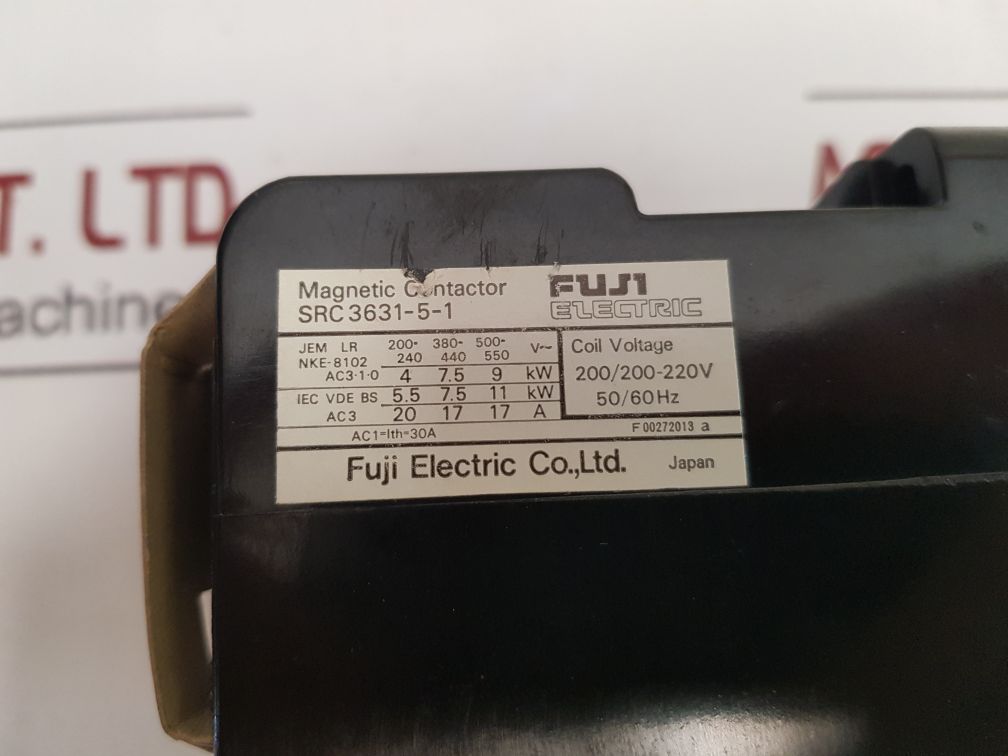 T. LTD
achine
Magnetic Contactor
SRC 3631-5-1
FUJI
ELECTRIC
JEM LR 200- 380- 500- V~
NKE-8102 240 440 550
AC3·1·0 4 7.5 9 kW
IEC VDE BS 5.5 7.5 11 kW
AC3 20 17 17 A
Coil Voltage
200/200-220V
50/60Hz
AC1=Ith=30A
F 00272013 a
Fuji Electric Co.,Ltd. Japan